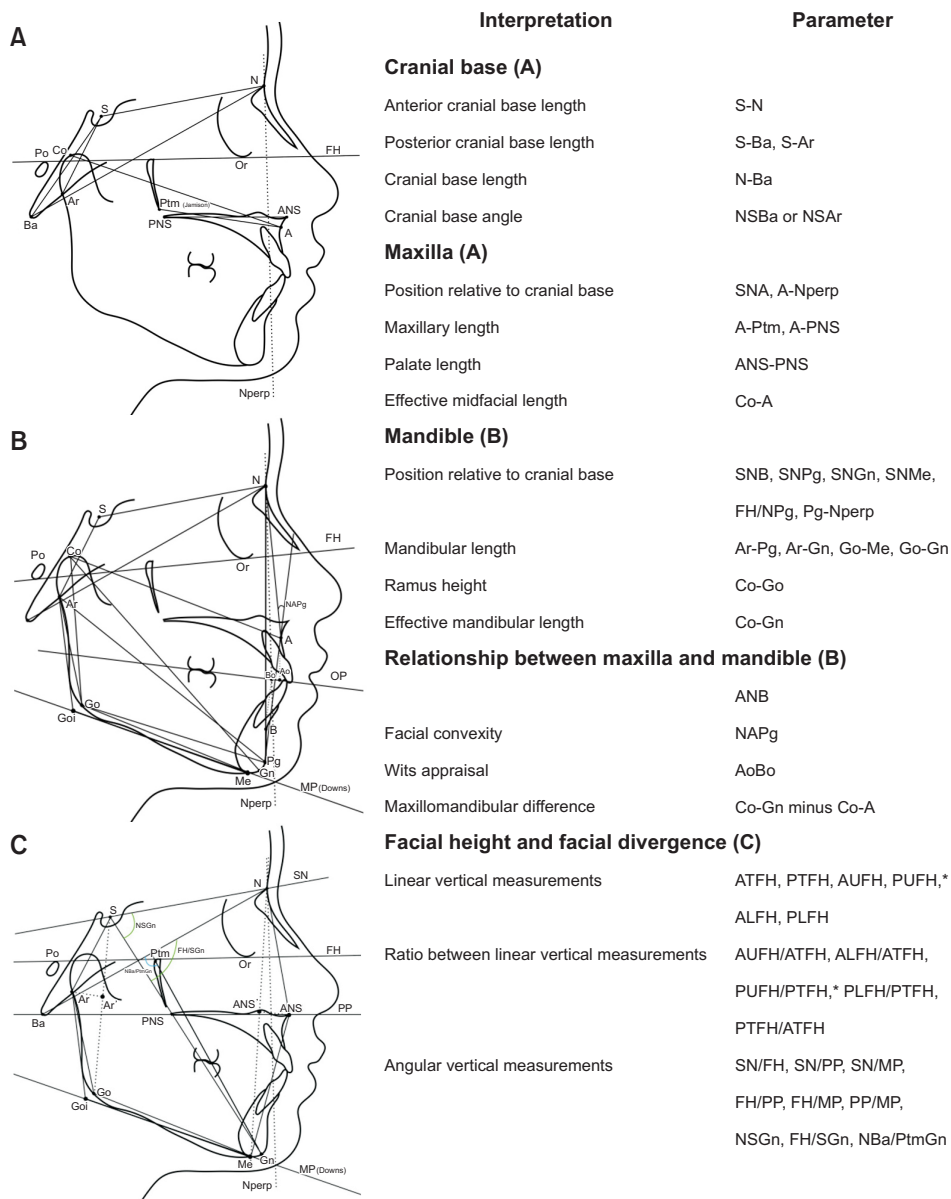 Interpretation Parameter
Cranial base (A)
Anterior cranial base length S-N
Posterior cranial base length S-Ba, S-Ar
Cranial base length N-Ba
Cranial base angle NSBa or NSAr
Maxilla (A)
Position relative to cranial base SNA, A-Nperp
Maxillary length A-Ptm, A-PNS
Palate length ANS-PNS
Effective midfacial length Co-A
Mandible (B)
Position relative to cranial base SNB, SNPg, SNGn, SNMe,
FH/NPg, Pg-Nperp
Mandibular length Ar-Pg, Ar-Gn, Go-Me, Go-Gn
Ramus height Co-Go
Effective mandibular length Co-Gn
Relationship between maxilla and mandible (B)
ANB
Facial convexity NAPg
Wits appraisal AoBo
Maxillomandibular difference Co-Gn minus Co-A
Facial height and facial divergence (C)
Linear vertical measurements ATFH, PTFH, AUFH, PUFH,*
ALFH, PLFH
Ratio between linear vertical measurements AUFH/ATFH, ALFH/ATFH,
PUFH/PTFH,* PLFH/PTFH,
PTFH/ATFH
Angular vertical measurements SN/FH, SN/PP, SN/MP,
FH/PP, FH/MP, PP/MP,
NSGn, FH/SGn, NBa/PtmGn
A
N
S
Po Co
FH
Or
Ar
Ptm (Jamison)
ANS
Ba
PNS
A
Nperp
B
N
S
FH
Po
Co
Or
Ar
NAPg
A
Bo Ao
OP
Go
Goi
B
Pg
Gn
Me
MP(Downs)
Nperp
C
SN
N
S
NSGn
Ptm
FH/SGn
FH
Po
NBa/PtmGn
Or
Ar
Ar'
ANS'
ANS
Ba
PNS
PP
Go
Goi
Me
Gn
MP(Downs)
Nperp